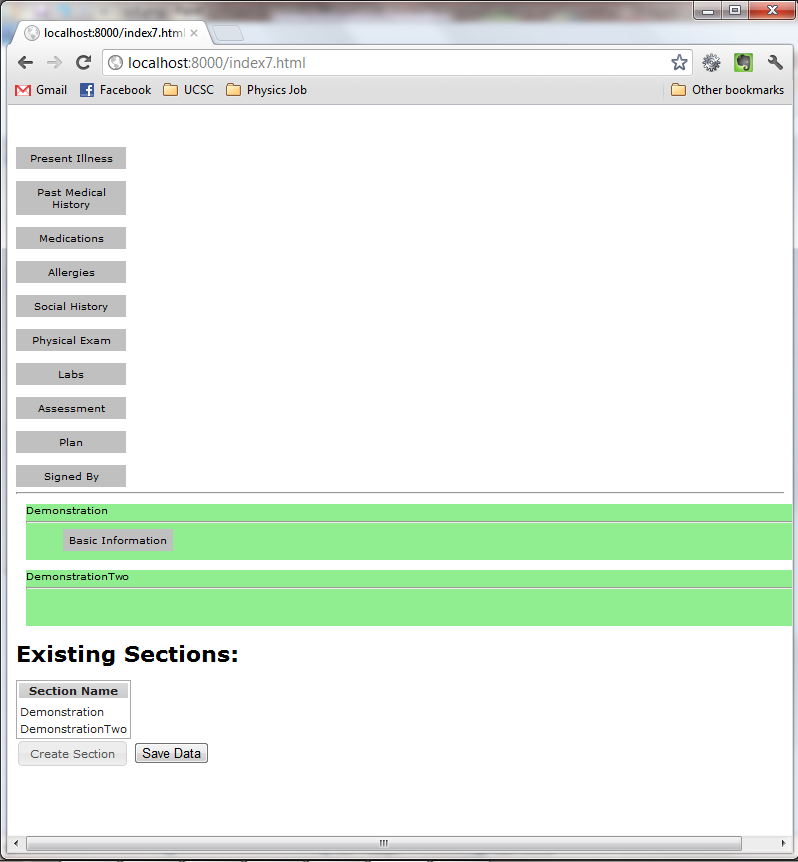 localhost:8000/index7.html
localhost:8000/index7.html
Gmail Facebook UCSC Physics Job Other bookmarks
Present Illness
Past Medical
History
Medications
Allergies
Social History
Physical Exam
Labs
Assessment
Plan
Signed By
Demonstration
Basic Information
DemonstrationTwo
Existing Sections:
Section Name
Demonstration
DemonstrationTwo
Create Section Save Data